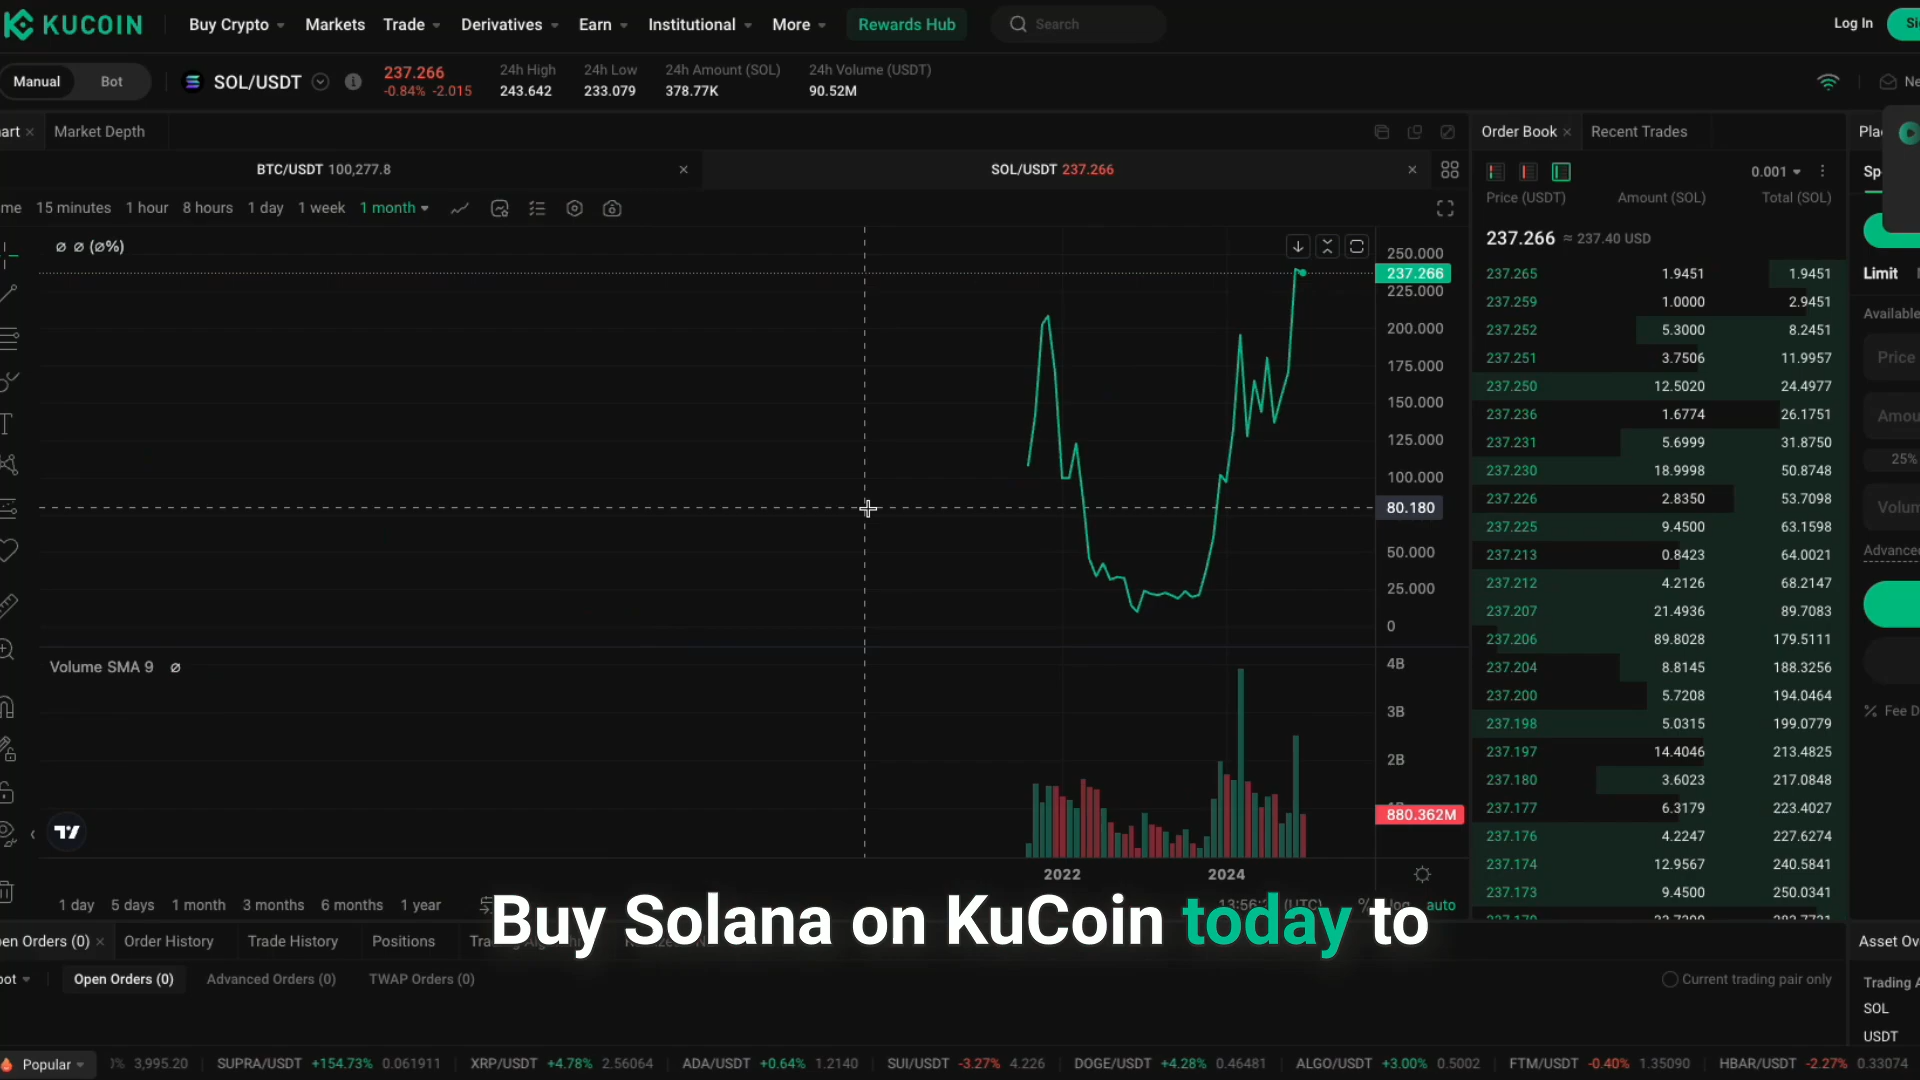 KUCOIN Buy Crypto Markets Trade Derivatives Earn Institutional More Rewards Hub Search Log In
Manual Bot SOL/USDT 237.266 -0.84% -2.015 24h High 243.642 24h Low 233.079 24h Amount (SOL) 378.77K 24h Volume (USDT) 90.52M
Market Depth
BTC/USDT 100,277.8 SOL/USDT 237.266
15 minutes 1 hour 8 hours 1 day 1 week 1 month
ø ø (ø%)
250.000
237.266
225.000
200.000
175.000
150.000
125.000
100.000
80.180
50.000
25.000
0
Volume SMA 9 ø
4B
3B
2B
880.362M
2022 2024
1 day 5 days 1 month 3 months 6 months 1 year
log auto
Order Book Recent Trades
0.001
Price (USDT) Amount (SOL) Total (SOL)
237.266 ≈ 237.40 USD
237.265 1.9451 1.9451
237.259 1.0000 2.9451
237.252 5.3000 8.2451
237.251 3.7506 11.9957
237.250 12.5020 24.4977
237.236 1.6774 26.1751
237.231 5.6999 31.8750
237.230 18.9998 50.8748
237.226 2.8350 53.7098
237.225 9.4500 63.1598
237.213 0.8423 64.0021
237.212 4.2126 68.2147
237.207 21.4936 89.7083
237.206 89.8028 179.5111
237.204 8.8145 188.3256
237.200 5.7208 194.0464
237.198 5.0315 199.0779
237.197 14.4046 213.4825
237.180 3.6023 217.0848
237.177 6.3179 223.4027
237.176 4.2247 227.6274
237.174 12.9567 240.5841
237.173 9.4500 250.0341
Limit
Available
Price
25%
Advanced
Fee
Buy Solana on KuCoin today to
Open Orders (0) Order History Trade History Positions
Open Orders (0) Advanced Orders (0) TWAP Orders (0) Current trading pair only
Asset
Trading
SOL
USDT
Popular 3,995.20 SUPRA/USDT +154.73% 0.061911 XRP/USDT +4.78% 2.56064 ADA/USDT +0.64% 1.2140 SUI/USDT -3.27% 4.226 DOGE/USDT +4.28% 0.46481 ALGO/USDT +3.00% 0.5002 FTM/USDT -0.40% 1.35090 HBAR/USDT -2.27% 0.33074